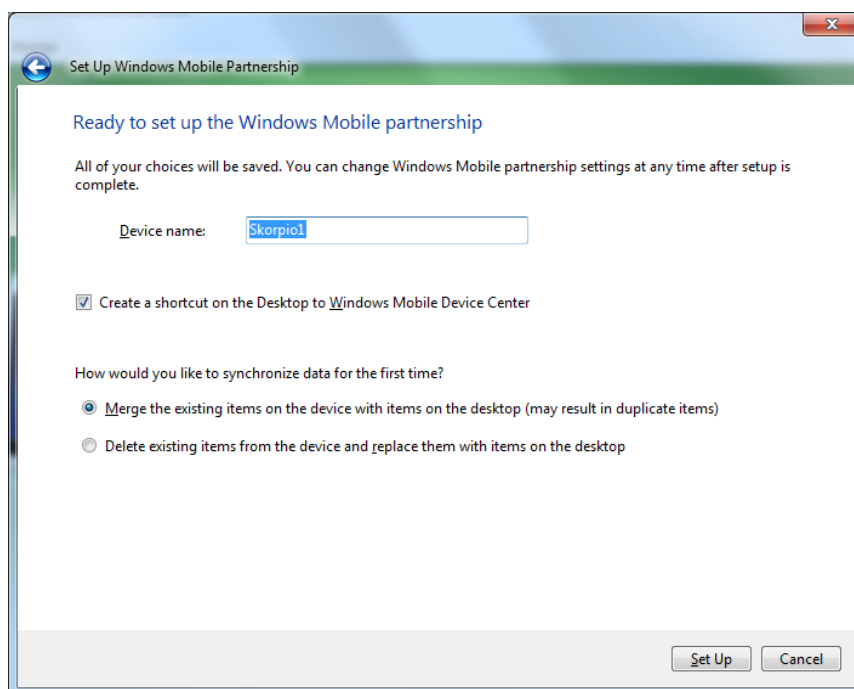 Set Up Windows Mobile Partnership
Ready to set up the Windows Mobile partnership
All of your choices will be saved. You can change Windows Mobile partnership settings at any time after setup is
complete.
Device name: Skorpio1
Create a shortcut on the Desktop to Windows Mobile Device Center
How would you like to synchronize data for the first time?
Merge the existing items on the device with items on the desktop (may result in duplicate items)
Delete existing items from the device and replace them with items on the desktop
Set Up Cancel